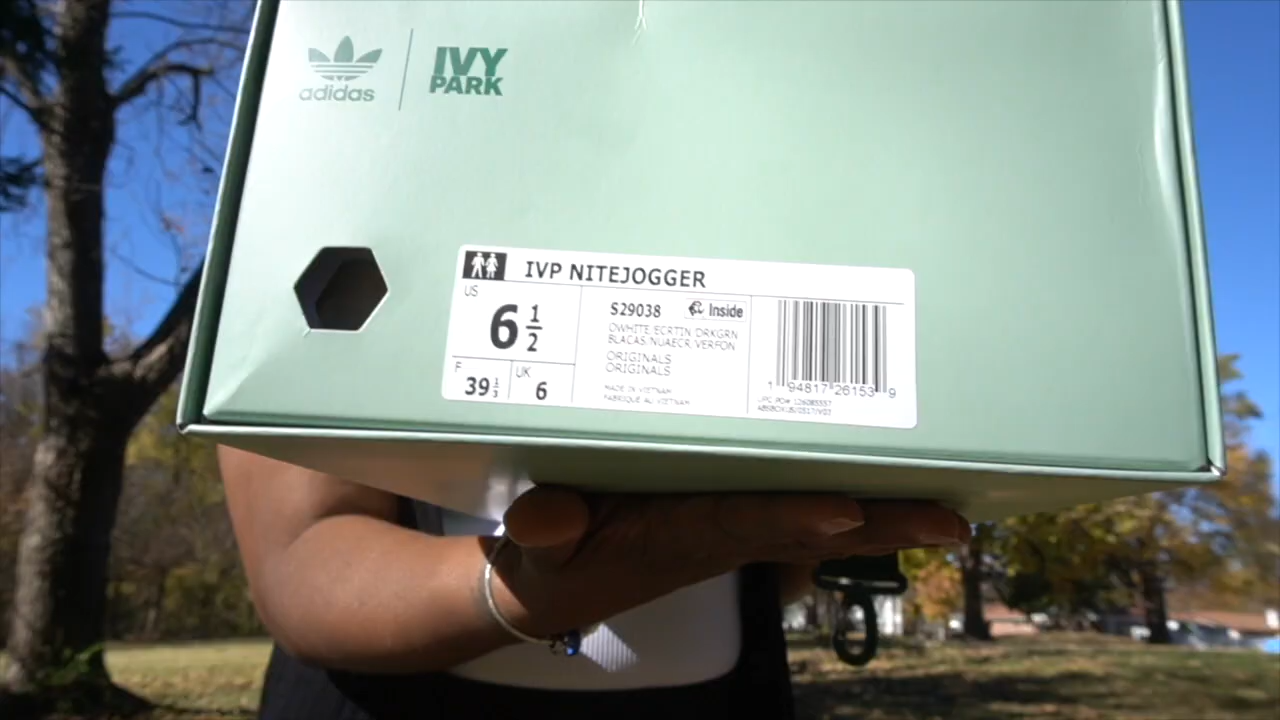 adidas
IVY
PARK
IVP NITEJOGGER
US
6 1/2
F
39 1/3
UK
6
S29038
Inside
OWHITE/ECRTIN/DRKGRN
BLACAS/NUAECR/VERFON
ORIGINALS
ORIGINALS
MADE IN VIETNAM
FABRIQUÉ AU VIETNAM
1 94817 26153 9